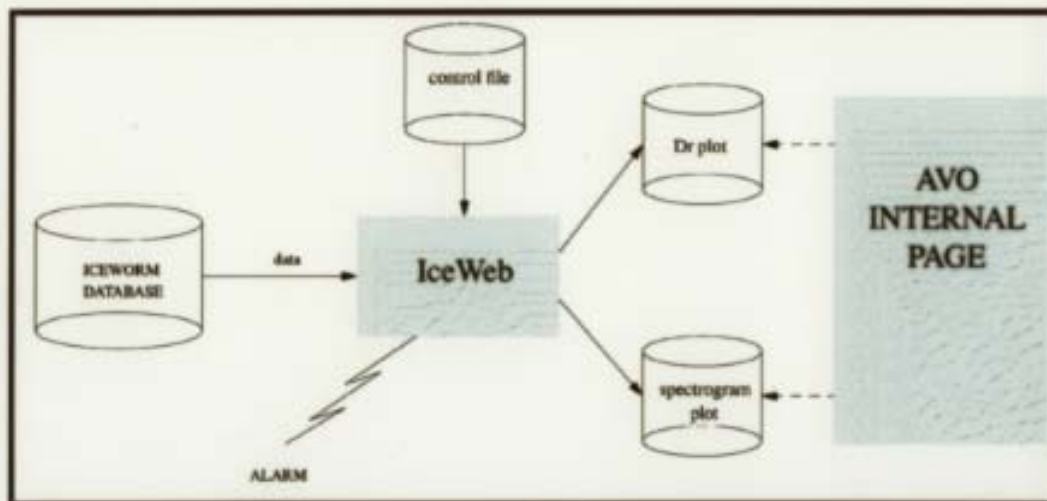 control file
Dr plot
AVO
INTERNAL
PAGE
ICEWORM
DATABASE
data
IceWeb
spectrogram
plot
ALARM